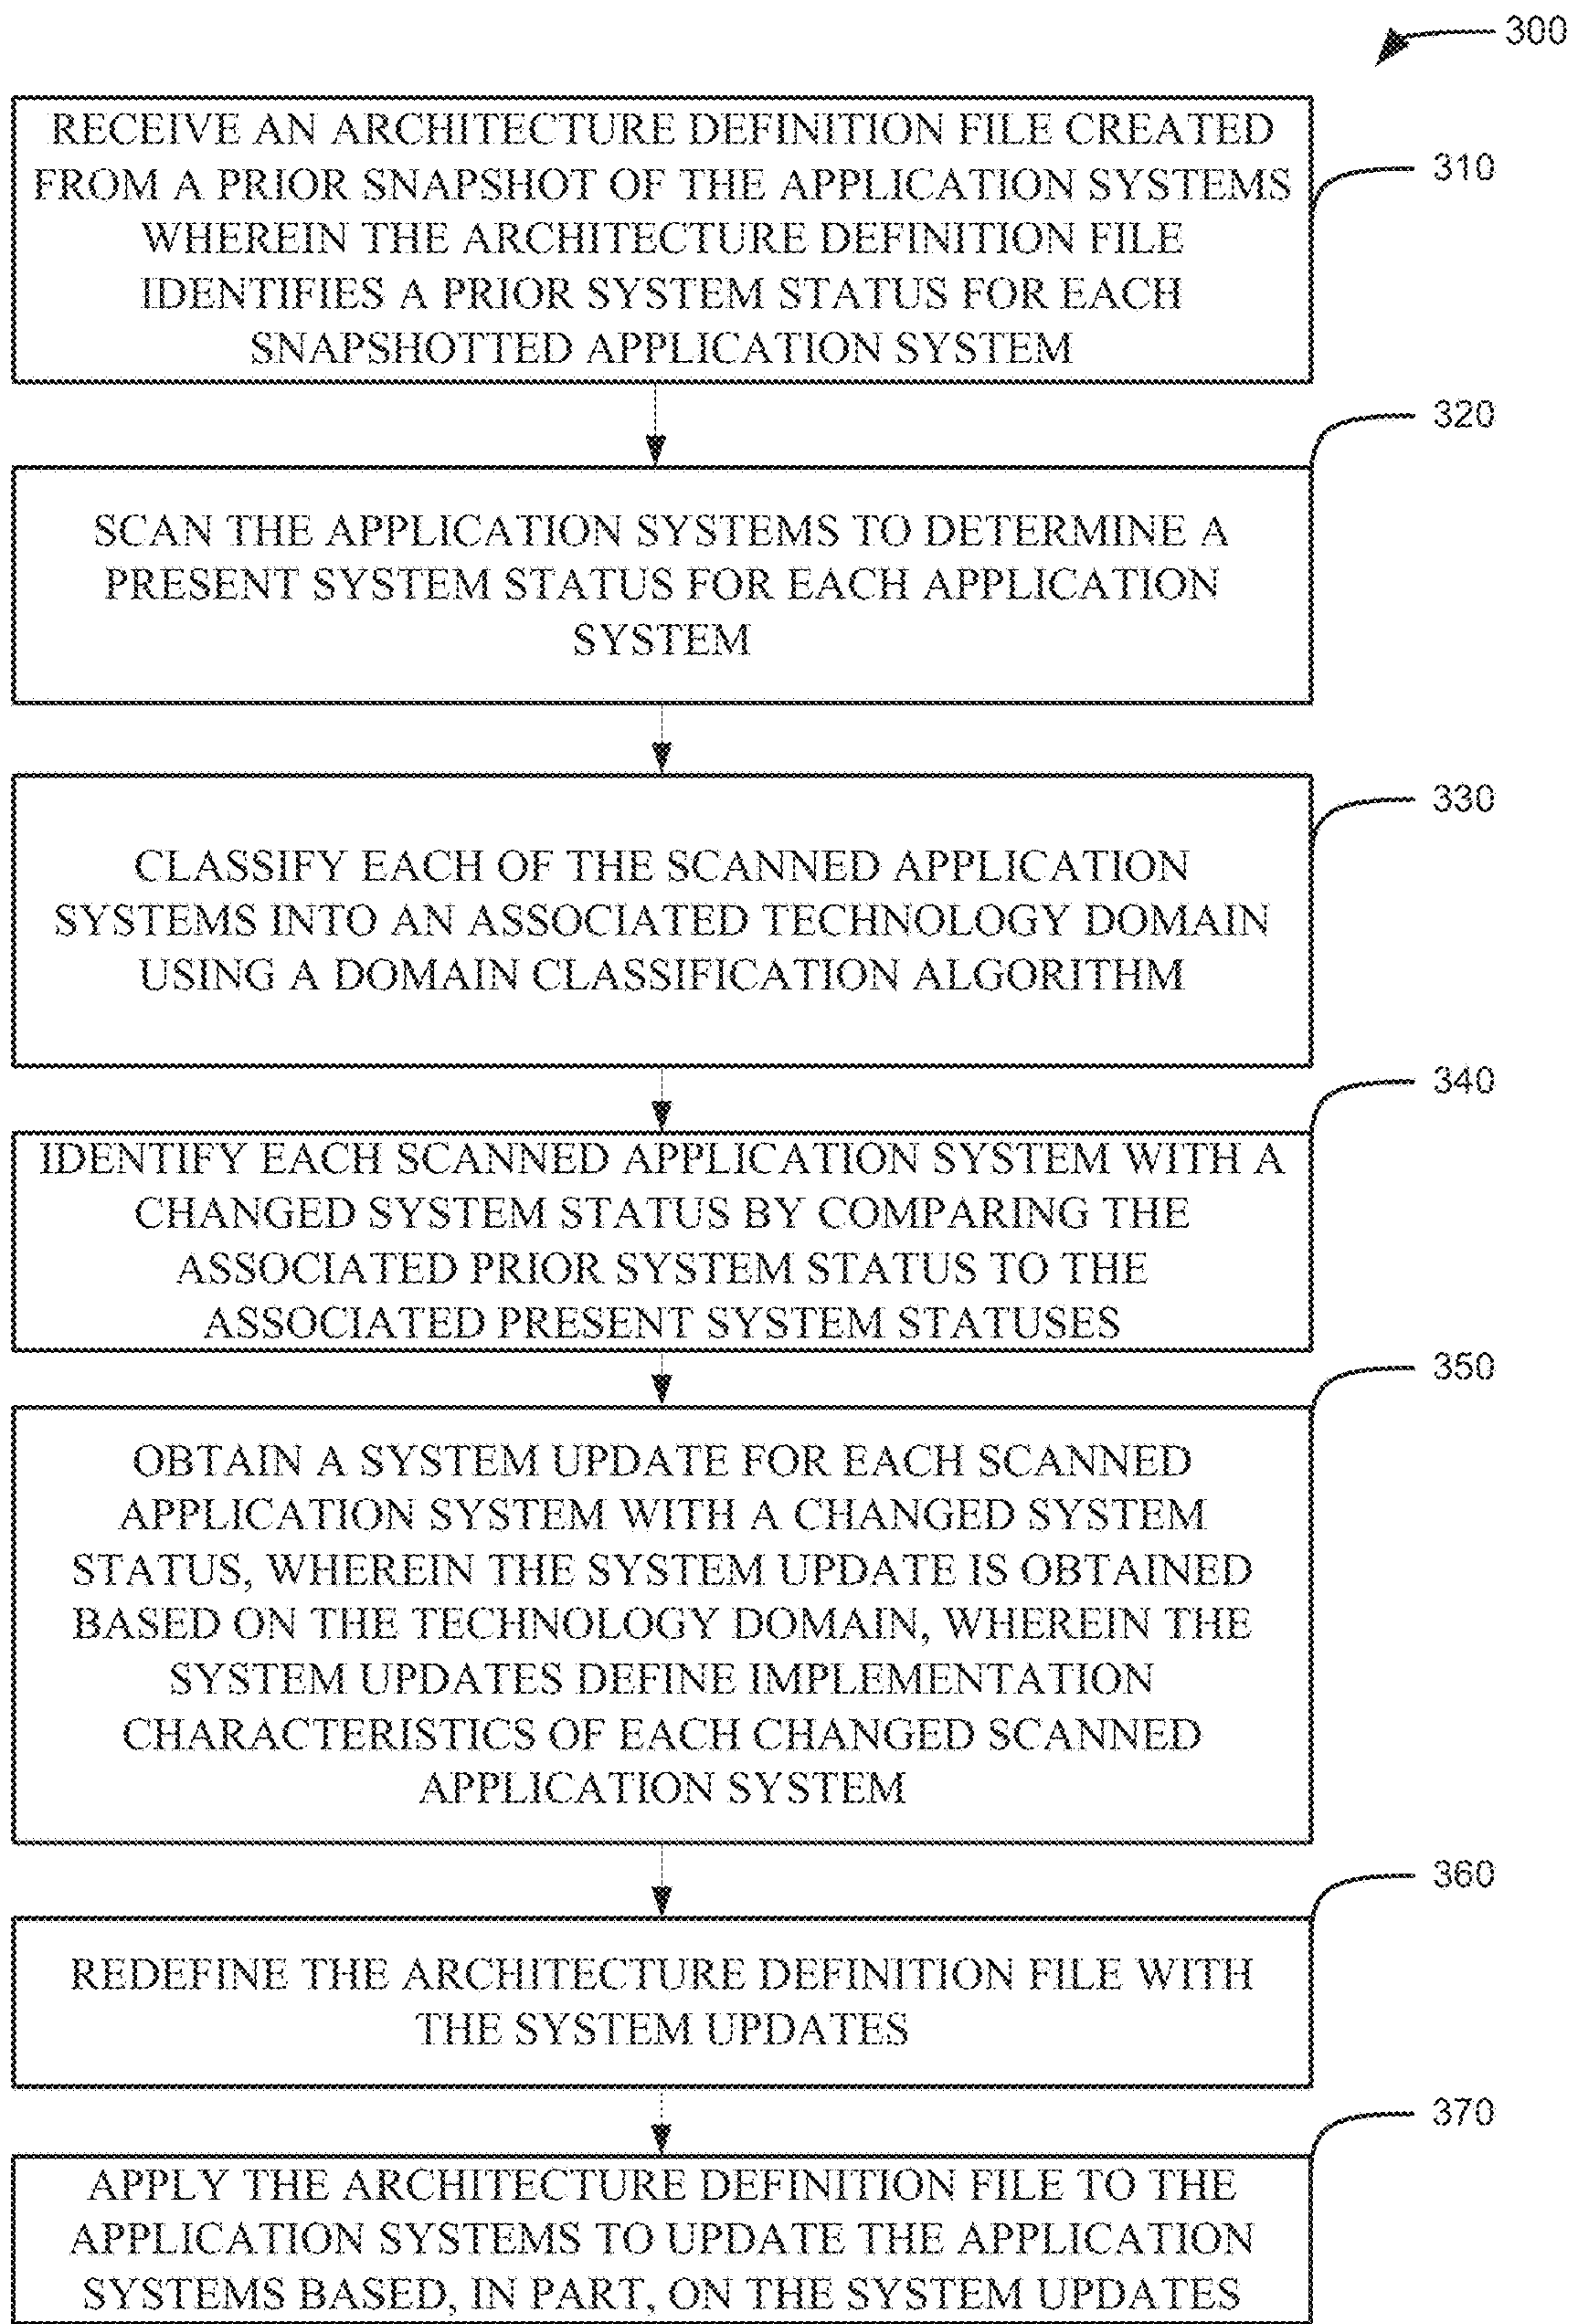 300
RECEIVE AN ARCHITECTURE DEFINITION FILE CREATED
FROM A PRIOR SNAPSHOT OF THE APPLICATION SYSTEMS
WHEREIN THE ARCHITECTURE DEFINITION FILE
IDENTIFIES A PRIOR SYSTEM STATUS FOR EACH
SNAPSHOTTED APPLICATION SYSTEM
310
320
SCAN THE APPLICATION SYSTEMS TO DETERMINE A
PRESENT SYSTEM STATUS FOR EACH APPLICATION
SYSTEM
330
CLASSIFY EACH OF THE SCANNED APPLICATION
SYSTEMS INTO AN ASSOCIATED TECHNOLOGY DOMAIN
USING A DOMAIN CLASSIFICATION ALGORITHM
340
IDENTIFY EACH SCANNED APPLICATION SYSTEM WITH A
CHANGED SYSTEM STATUS BY COMPARING THE
ASSOCIATED PRIOR SYSTEM STATUS TO THE
ASSOCIATED PRESENT SYSTEM STATUSES
350
OBTAIN A SYSTEM UPDATE FOR EACH SCANNED
APPLICATION SYSTEM WITH A CHANGED SYSTEM
STATUS, WHEREIN THE SYSTEM UPDATE IS OBTAINED
BASED ON THE TECHNOLOGY DOMAIN, WHEREIN THE
SYSTEM UPDATES DEFINE IMPLEMENTATION
CHARACTERISTICS OF EACH CHANGED SCANNED
APPLICATION SYSTEM
360
REDEFINE THE ARCHITECTURE DEFINITION FILE WITH
THE SYSTEM UPDATES
370
APPLY THE ARCHITECTURE DEFINITION FILE TO THE
APPLICATION SYSTEMS TO UPDATE THE APPLICATION
SYSTEMS BASED, IN PART, ON THE SYSTEM UPDATES